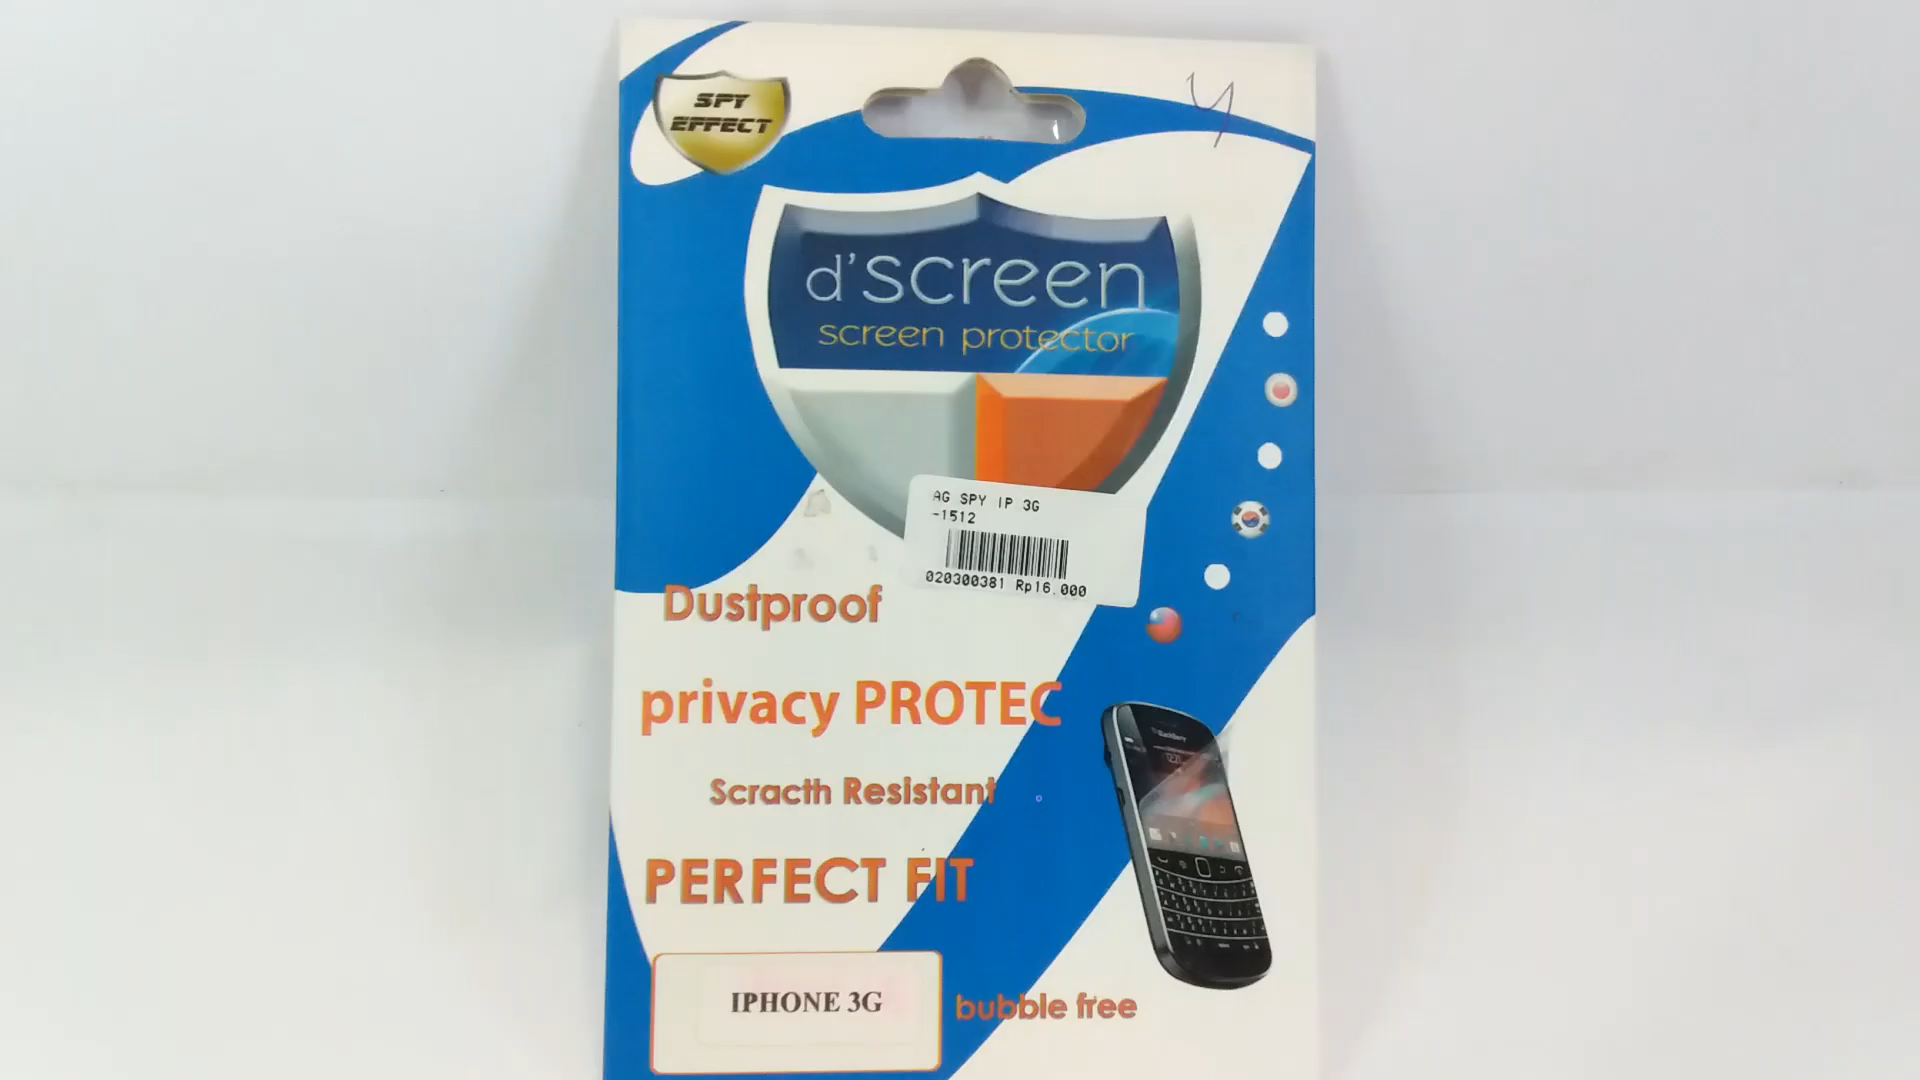 SPY
EFFECT
y
d'screen
screen protector
AG SPY IP 3G
-1512
020300381 Rp16.000
Dustproof
privacy PROTEC
Scracth Resistant
PERFECT FIT
BlackBerry
IPHONE 3G
bubble free